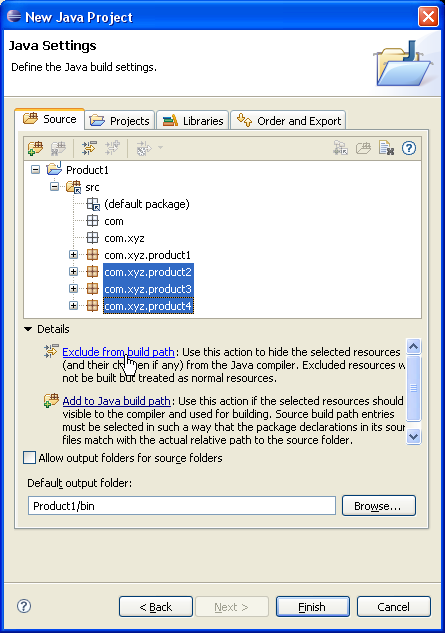 New Java Project
Java Settings
Define the Java build settings.
Source Projects Libraries Order and Export
Product1
src
(default package)
com
com.xyz
com.xyz.product1
com.xyz.product2
com.xyz.product3
com.xyz.product4
Details
Exclude from build path: Use this action to hide the selected resources
(and their if any) from the Java compiler. Excluded resources
not be built but treated as normal resources.
Add to Java build path: Use this action if the selected resources should
visible to the compiler and used for building. Source build path entries
must be selected in such a way that the package declarations in its
files match with the actual relative path to the source folder.
Allow output folders for source folders
Default output folder:
Product1/bin
Browse...
< Back Next > Finish Cancel